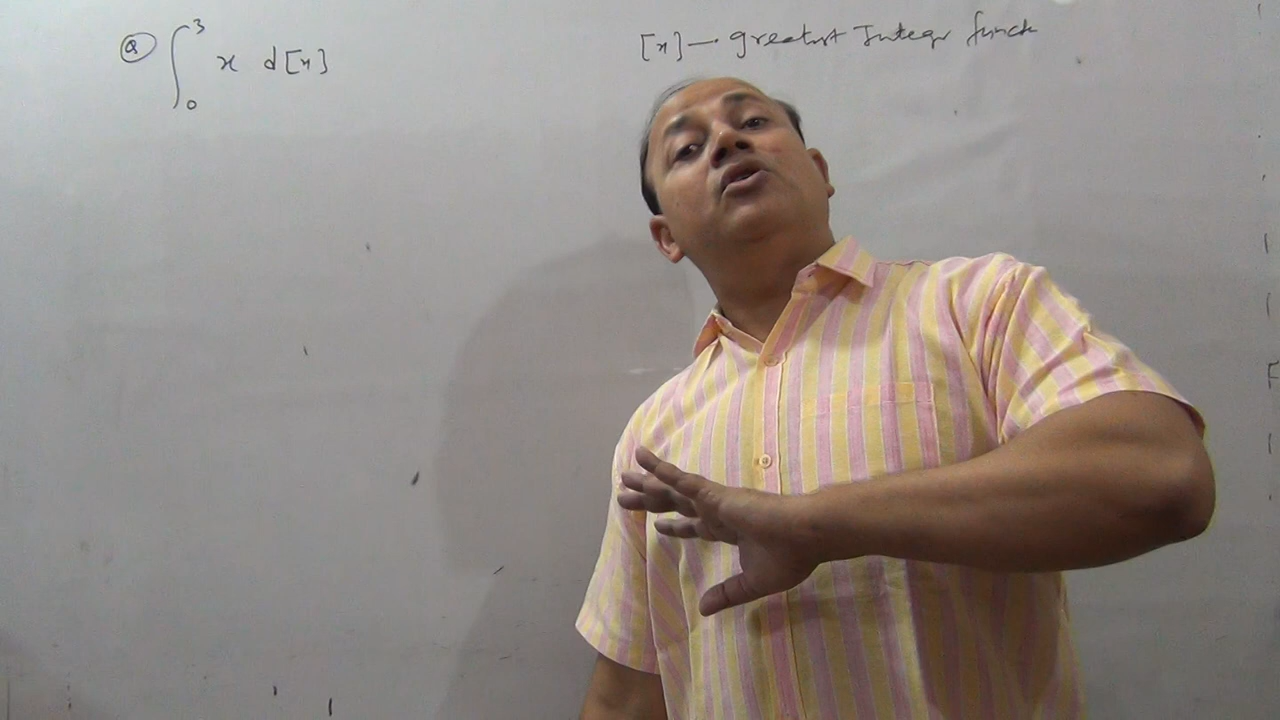 Q ∫₀³ x d[x]
[x] — greatest Integer funct